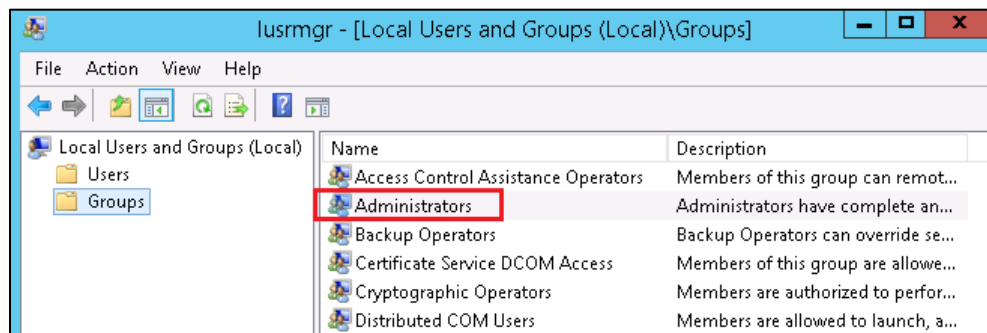 lusrmgr - [Local Users and Groups (Local)\Groups]
File Action View Help
Local Users and Groups (Local)
Users
Groups
Name Description
Access Control Assistance Operators Members of this group can remot...
Administrators Administrators have complete an...
Backup Operators Backup Operators can override se...
Certificate Service DCOM Access Members of this group are allowe...
Cryptographic Operators Members are authorized to perfor...
Distributed COM Users Members are allowed to launch, a...